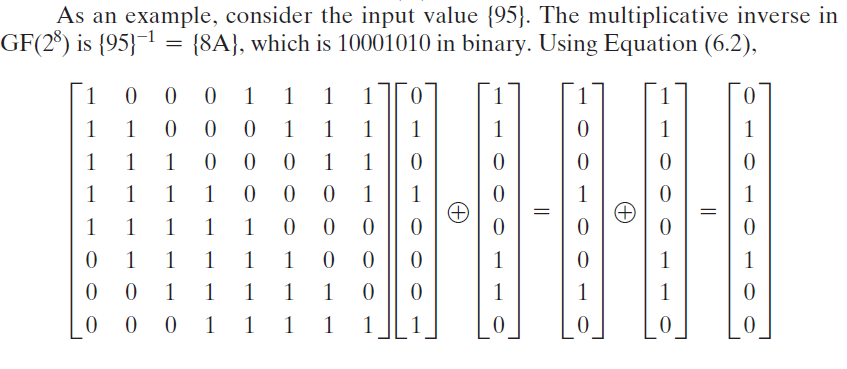 As an example, consider the input value {95}. The multiplicative inverse in
GF(2⁸) is {95}⁻¹ = {8A}, which is 10001010 in binary. Using Equation (6.2),
1 0 0 0 1 1 1 1 0 1 1 1 0
1 1 0 0 0 1 1 1 1 1 0 1 1
1 1 1 0 0 0 1 1 0 0 0 0 0
1 1 1 1 0 0 0 1 1 ⊕ 0 = 1 ⊕ 0 = 1
1 1 1 1 1 0 0 0 0 0 0 0 0
0 1 1 1 1 1 0 0 0 1 0 1 1
0 0 1 1 1 1 1 0 0 1 1 1 0
0 0 0 1 1 1 1 1 1 0 0 0 0